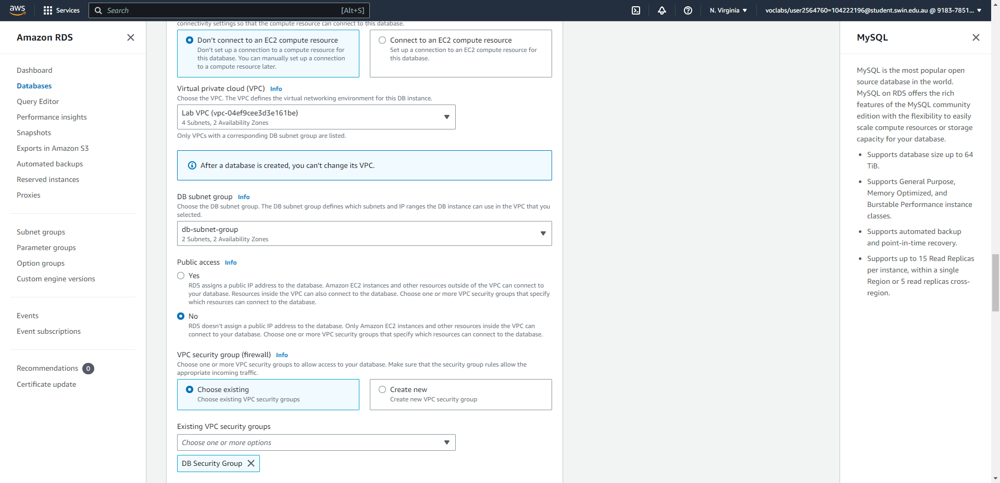 aws
Services
Search
[Alt+S]
N. Virginia
voclabs/user2564760=104222196@student.swin.edu.au @ 9183-7851...
Amazon RDS
Dashboard
Databases
Query Editor
Performance insights
Snapshots
Exports in Amazon S3
Automated backups
Reserved instances
Proxies
Subnet groups
Parameter groups
Option groups
Custom engine versions
Events
Event subscriptions
Recommendations 0
Certificate update
connectivity settings so that the compute resource can connect to this database.
Don't connect to an EC2 compute resource
Don't set up a connection to a compute resource for
this database. You can manually set up a connection
to a compute resource later.
Connect to an EC2 compute resource
Set up a connection to an EC2 compute resource for
this database.
Virtual private cloud (VPC) Info
Choose the VPC. The VPC defines the virtual networking environment for this DB instance.
Lab VPC (vpc-04ef9cee3d3e161be)
4 Subnets, 2 Availability Zones
Only VPCs with a corresponding DB subnet group are listed.
After a database is created, you can't change its VPC.
DB subnet group Info
Choose the DB subnet group. The DB subnet group defines which subnets and IP ranges the DB instance can use in the VPC that you
selected.
db-subnet-group
2 Subnets, 2 Availability Zones
Public access Info
Yes
RDS assigns a public IP address to the database. Amazon EC2 instances and other resources outside of the VPC can connect to
your database. Resources inside the VPC can also connect to the database. Choose one or more VPC security groups that specify
which resources can connect to the database.
No
RDS doesn't assign a public IP address to the database. Only Amazon EC2 instances and other resources inside the VPC can
connect to your database. Choose one or more VPC security groups that specify which resources can connect to the database.
VPC security group (firewall) Info
Choose one or more VPC security groups to allow access to your database. Make sure that the security group rules allow the
appropriate incoming traffic.
Choose existing
Choose existing VPC security groups
Create new
Create new VPC security group
Existing VPC security groups
Choose one or more options
DB Security Group
MySQL
MySQL is the most popular open
source database in the world.
MySQL on RDS offers the rich
features of the MySQL community
edition with the flexibility to easily
scale compute resources or storage
capacity for your database.
• Supports database size up to 64
TiB.
• Supports General Purpose,
Memory Optimized, and
Burstable Performance instance
classes.
• Supports automated backup
and point-in-time recovery.
• Supports up to 15 Read Replicas
per instance, within a single
Region or 5 read replicas cross-
region.